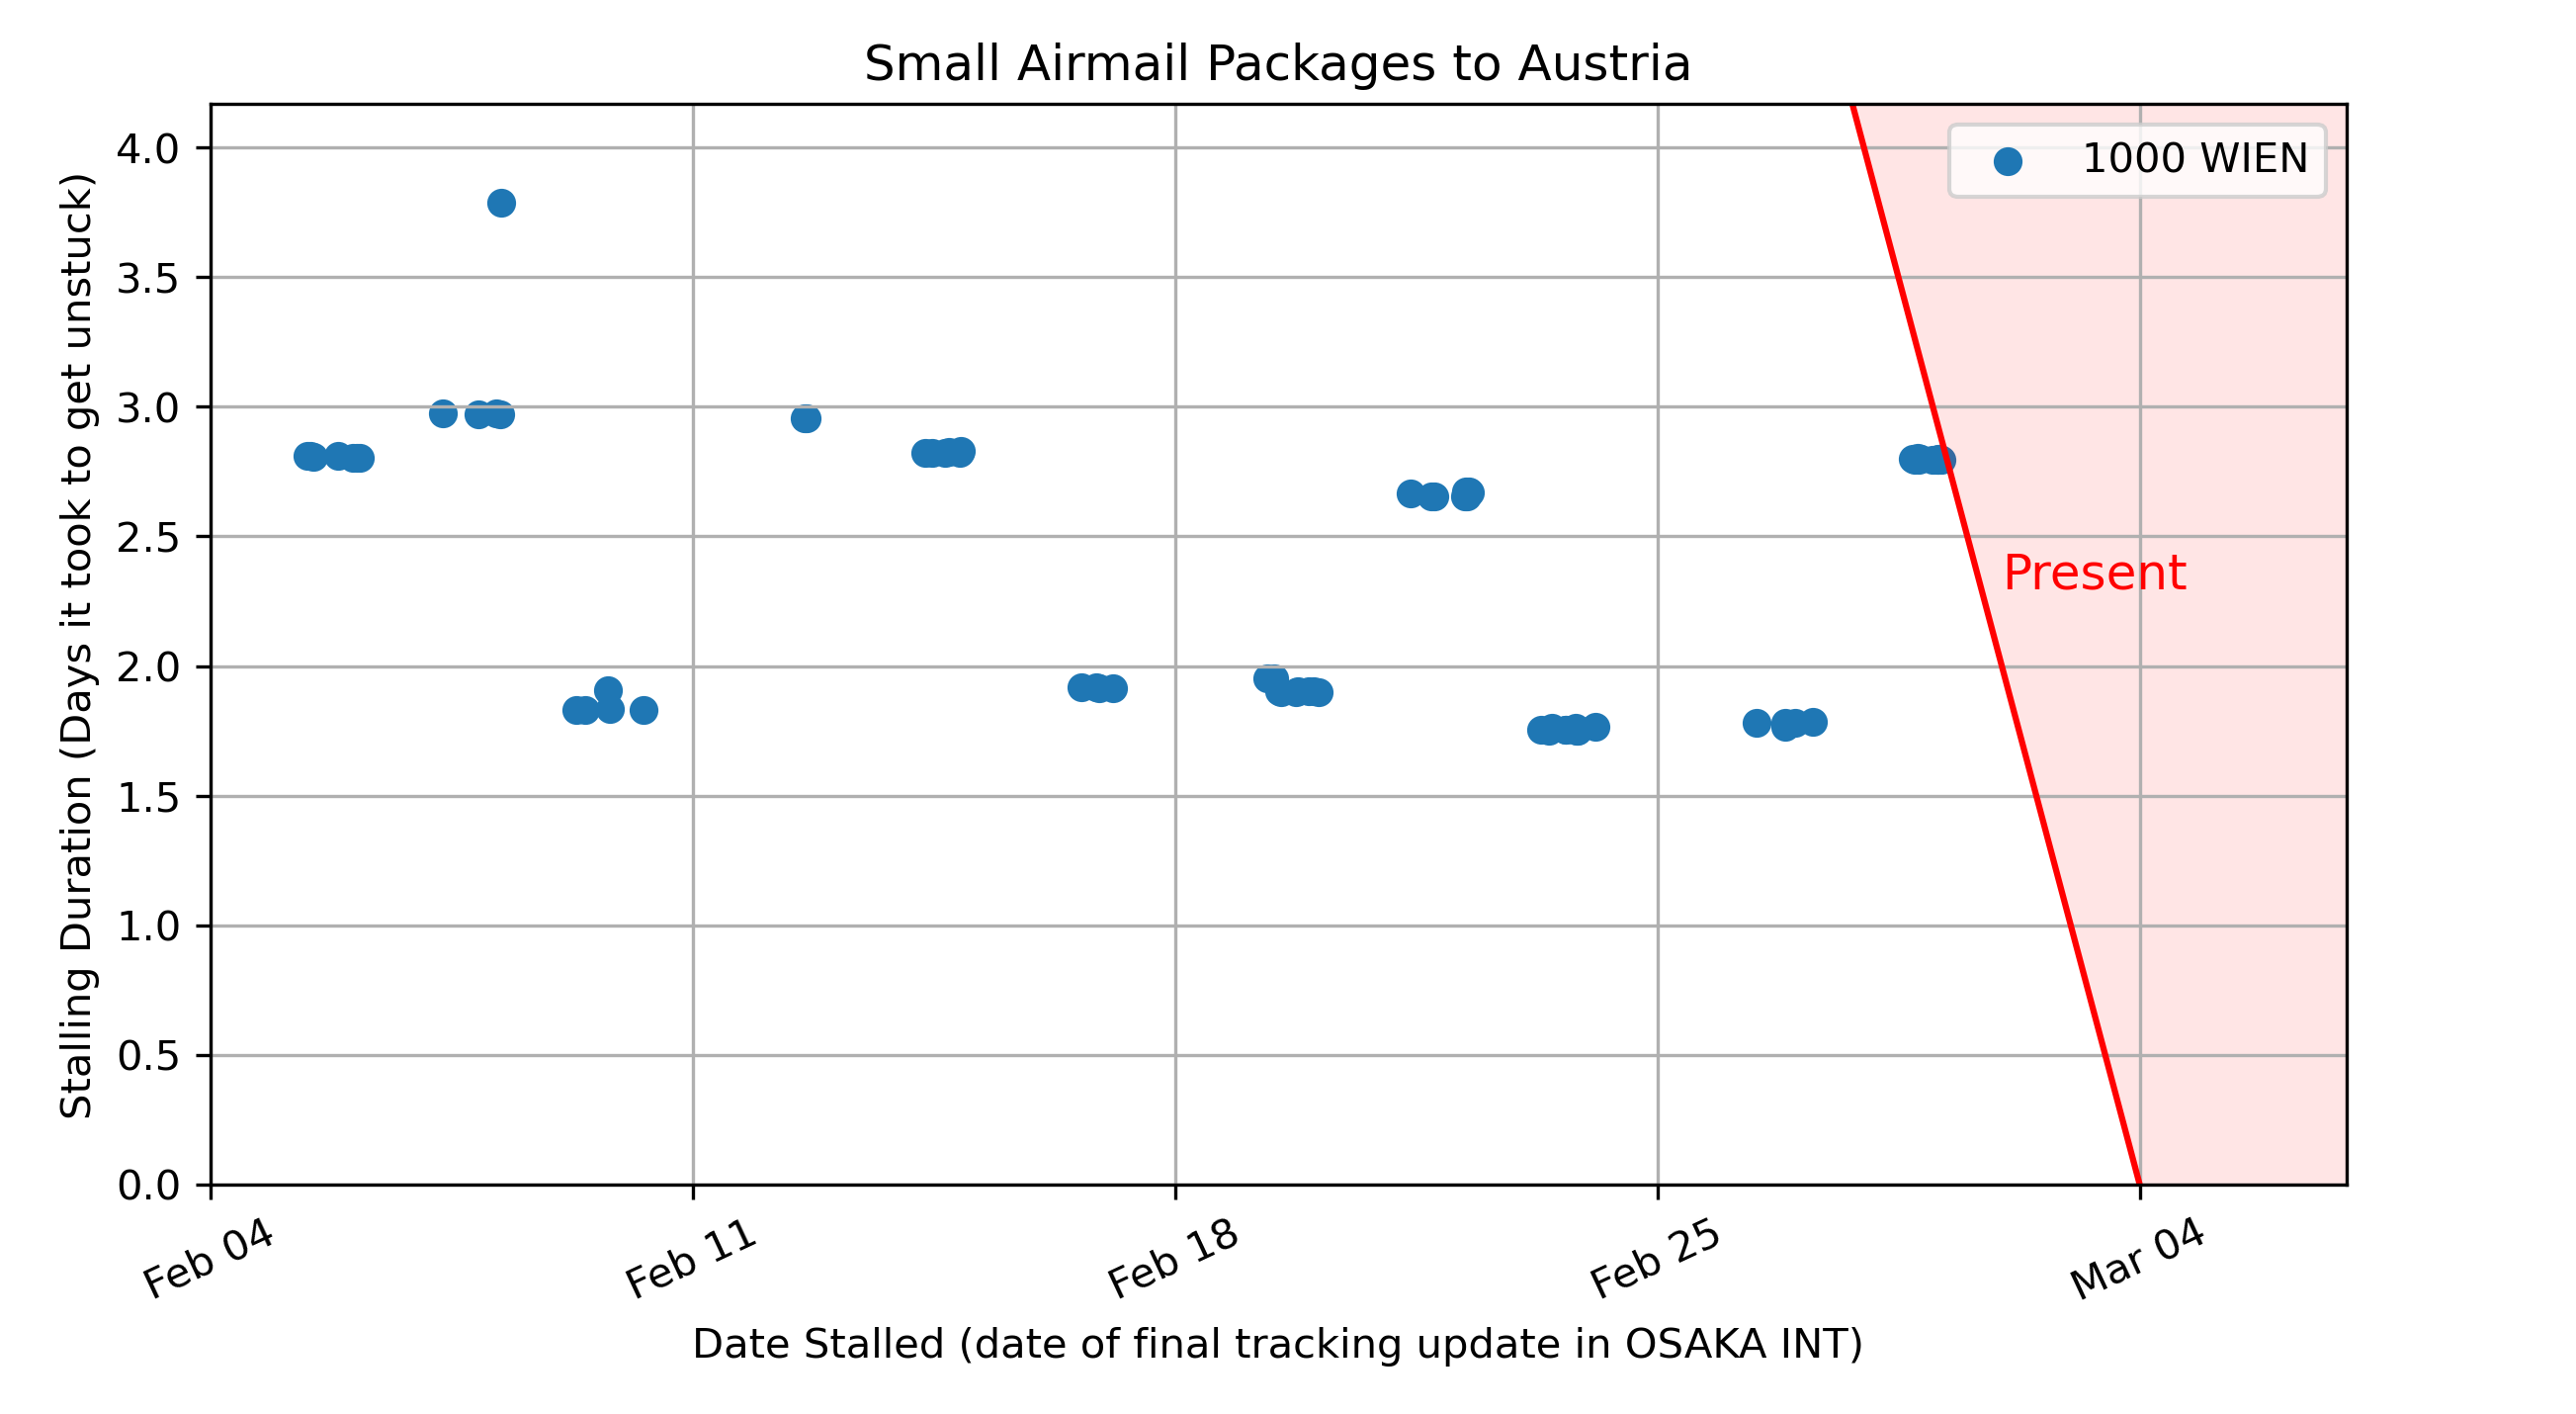 Small Airmail Packages to Austria
Stalling Duration (Days it took to get unstuck)
4.0
3.5
3.0
2.5
2.0
1.5
1.0
0.5
0.0
1000 WIEN
Present
Feb 04
Feb 11
Feb 18
Feb 25
Mar 04
Date Stalled (date of final tracking update in OSAKA INT)